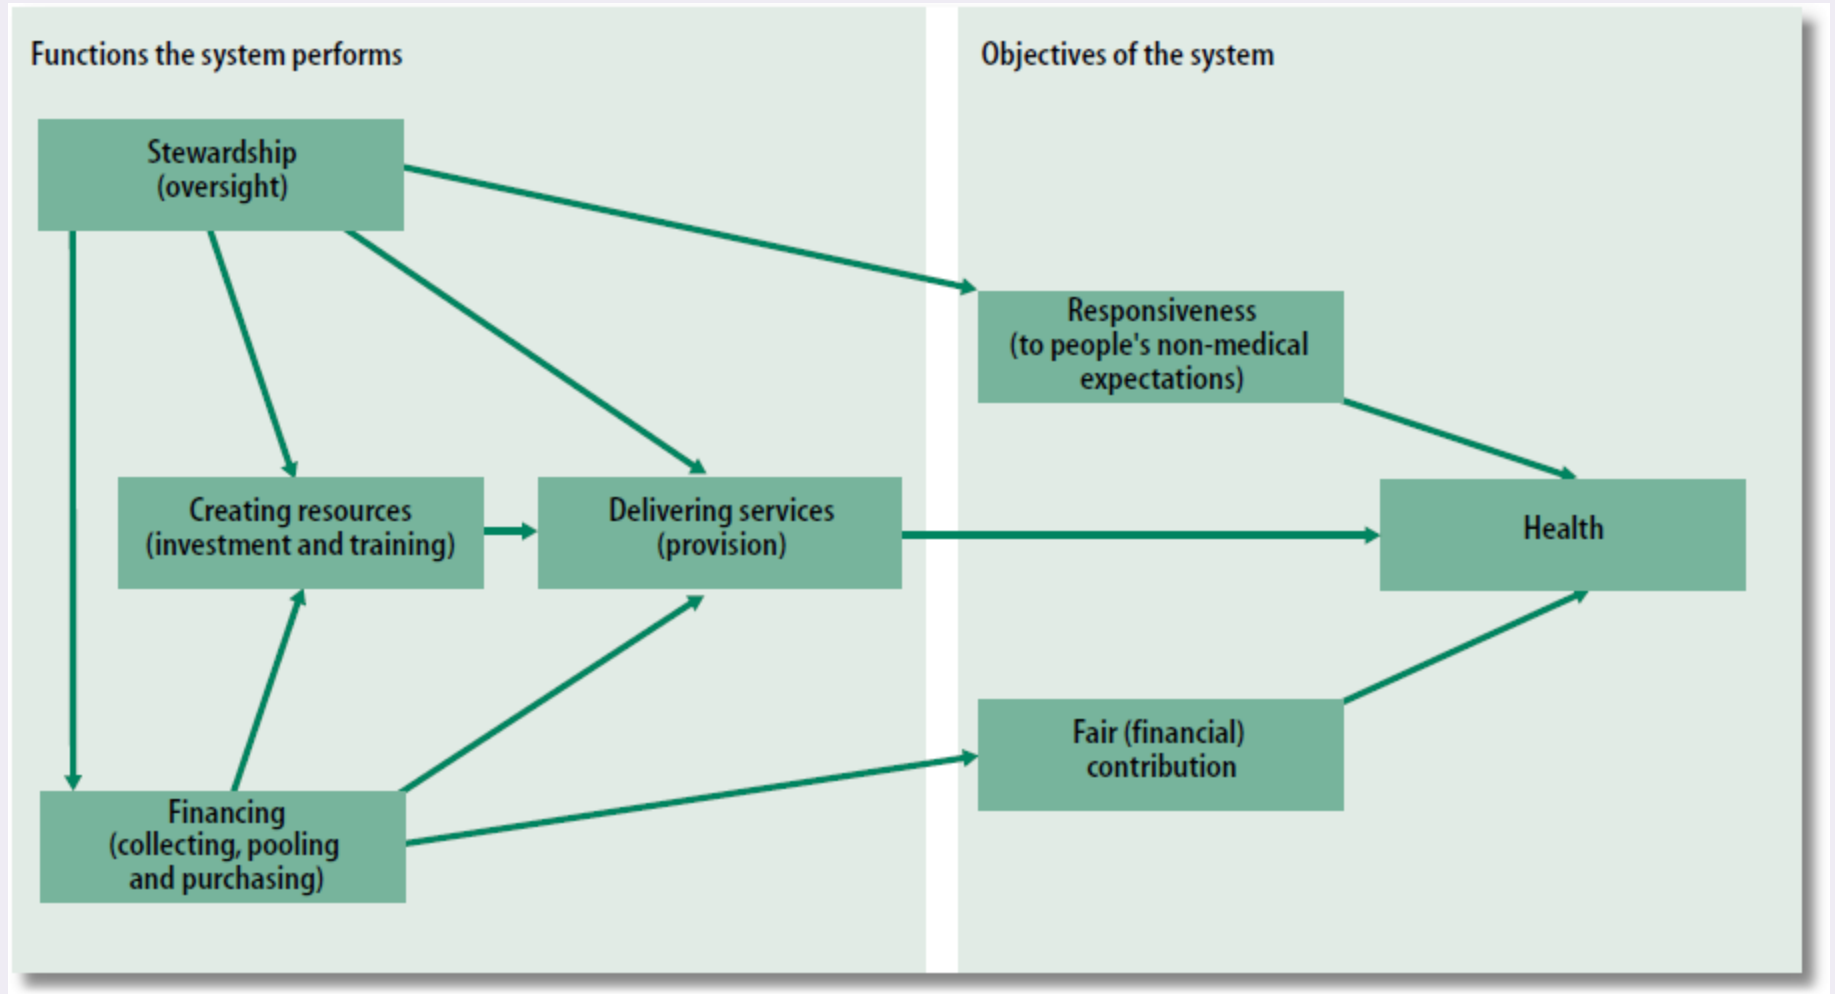 Functions the system performs
Objectives of the system
Stewardship
(oversight)
Responsiveness
(to people's non-medical
expectations)
Creating resources
(investment and training)
Delivering services
(provision)
Health
Fair (financial)
contribution
Financing
(collecting, pooling
and purchasing)